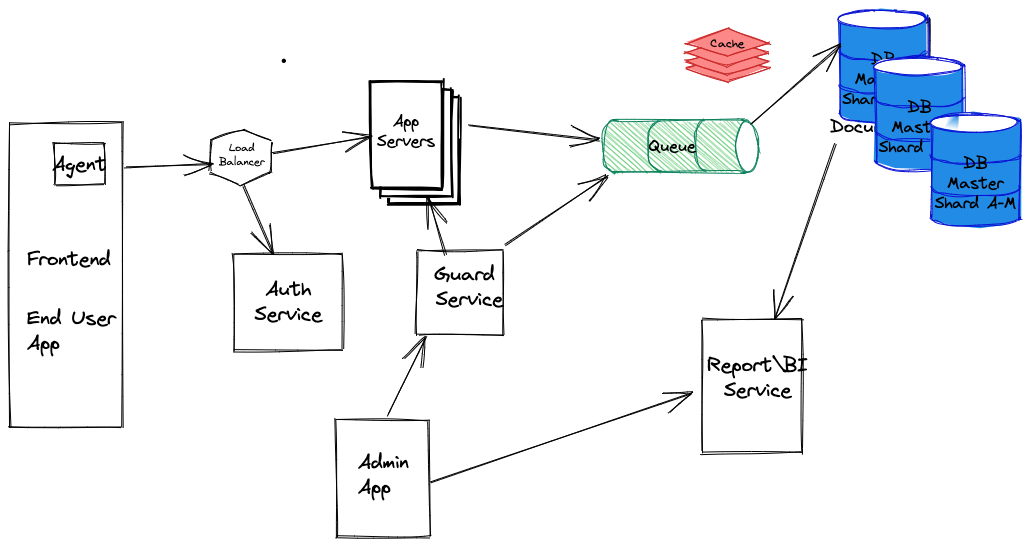 Cache
DB
Ma
Shar
DB
Mast
Shard
DB
Master
Shard A-M
Docu
App
Servers
Queue
Load
Balancer
Agent
Frontend
End User
App
Auth
Service
Guard
Service
Report\BI
Service
Admin
App